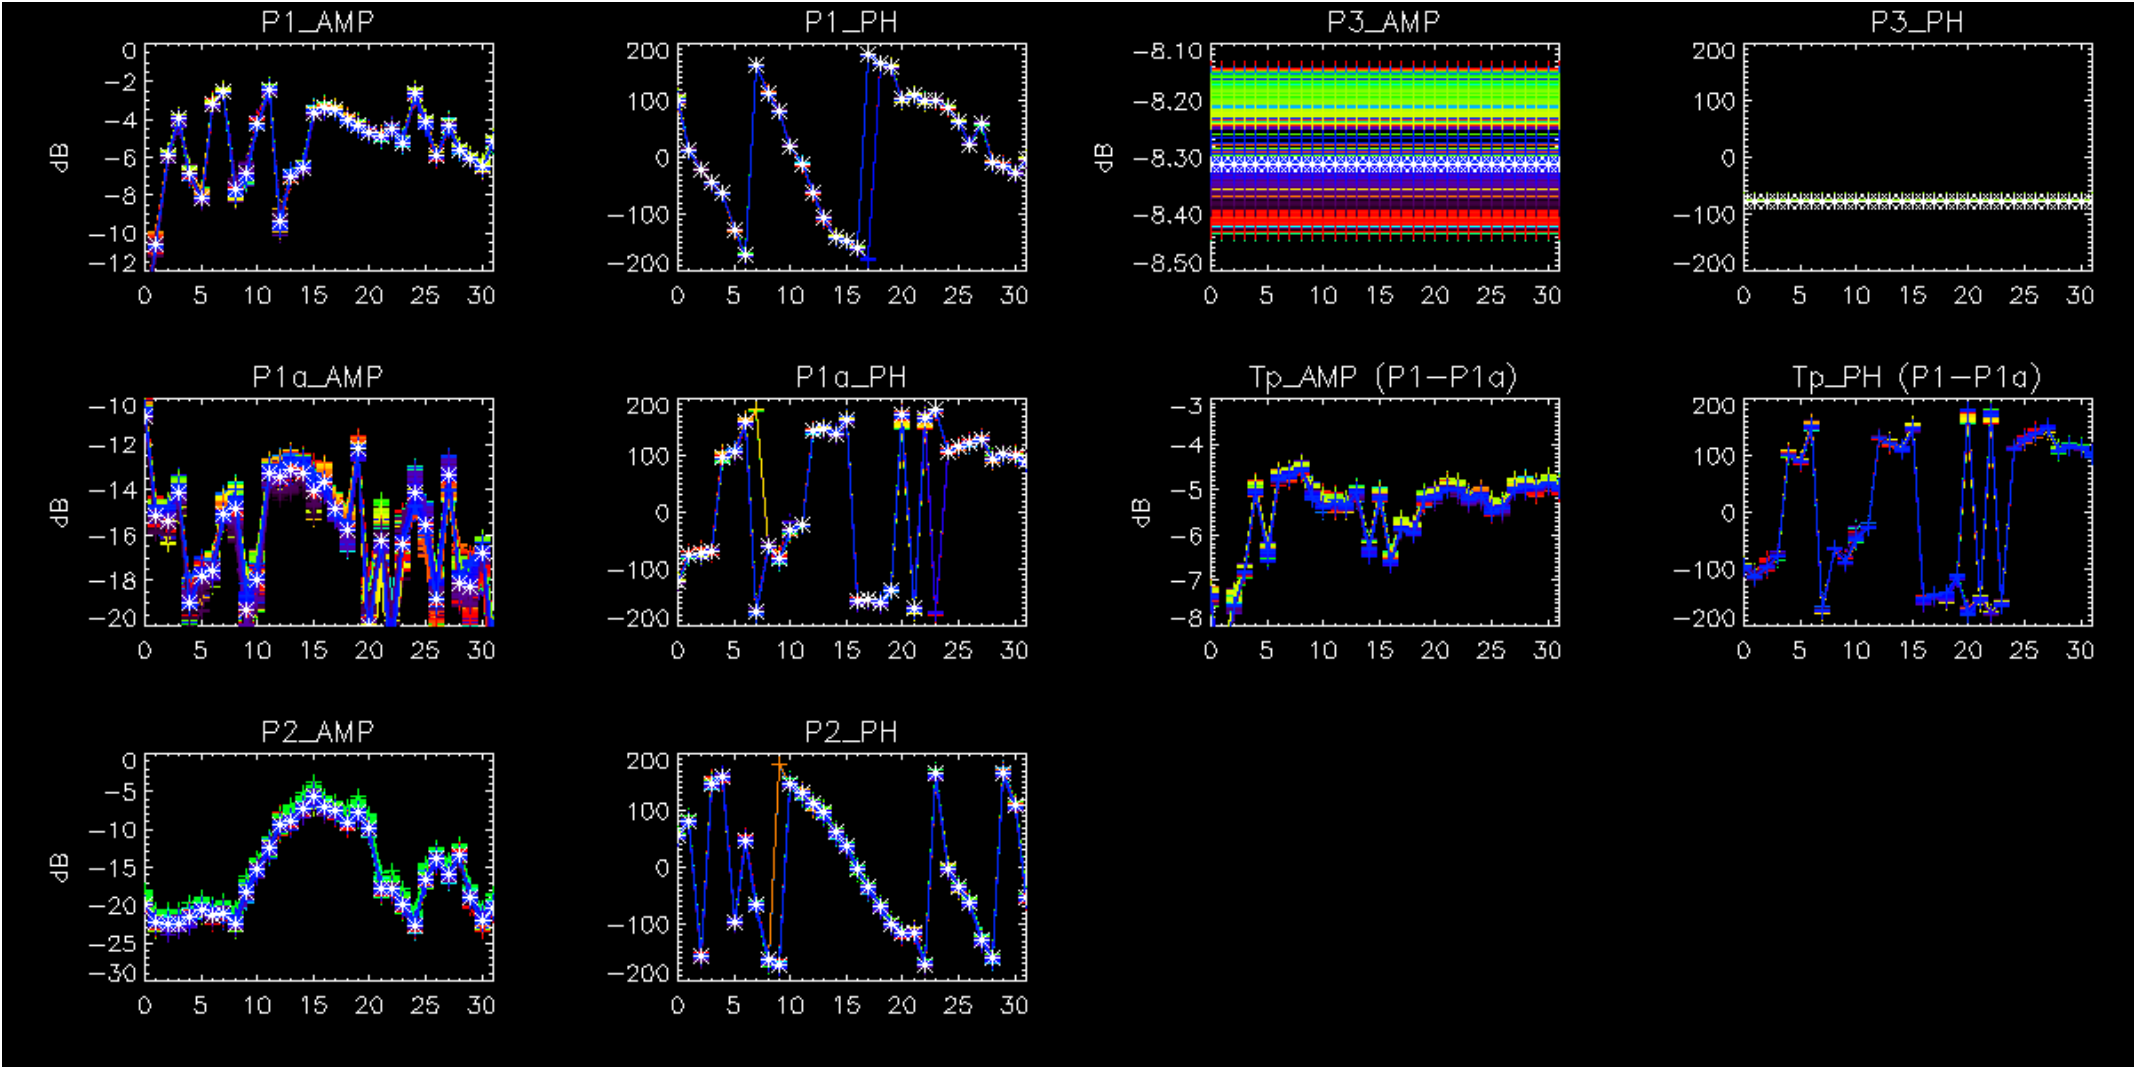 P1_AMP P1_PH P3_AMP P3_PH
0 -2 -4 -6 -8 -10 -12
dB
0 5 10 15 20 25 30
200 100 0 -100 -200
0 5 10 15 20 25 30
-8.10 -8.20 -8.30 -8.40 -8.50
dB
0 5 10 15 20 25 30
200 100 0 -100 -200
0 5 10 15 20 25 30
P1a_AMP P1a_PH Tp_AMP (P1-P1a) Tp_PH (P1-P1a)
-10 -12 -14 -16 -18 -20
dB
0 5 10 15 20 25 30
200 100 0 -100 -200
0 5 10 15 20 25 30
-3 -4 -5 -6 -7 -8
dB
0 5 10 15 20 25 30
200 100 0 -100 -200
0 5 10 15 20 25 30
P2_AMP P2_PH
0 -5 -10 -15 -20 -25 -30
dB
0 5 10 15 20 25 30
200 100 0 -100 -200
0 5 10 15 20 25 30